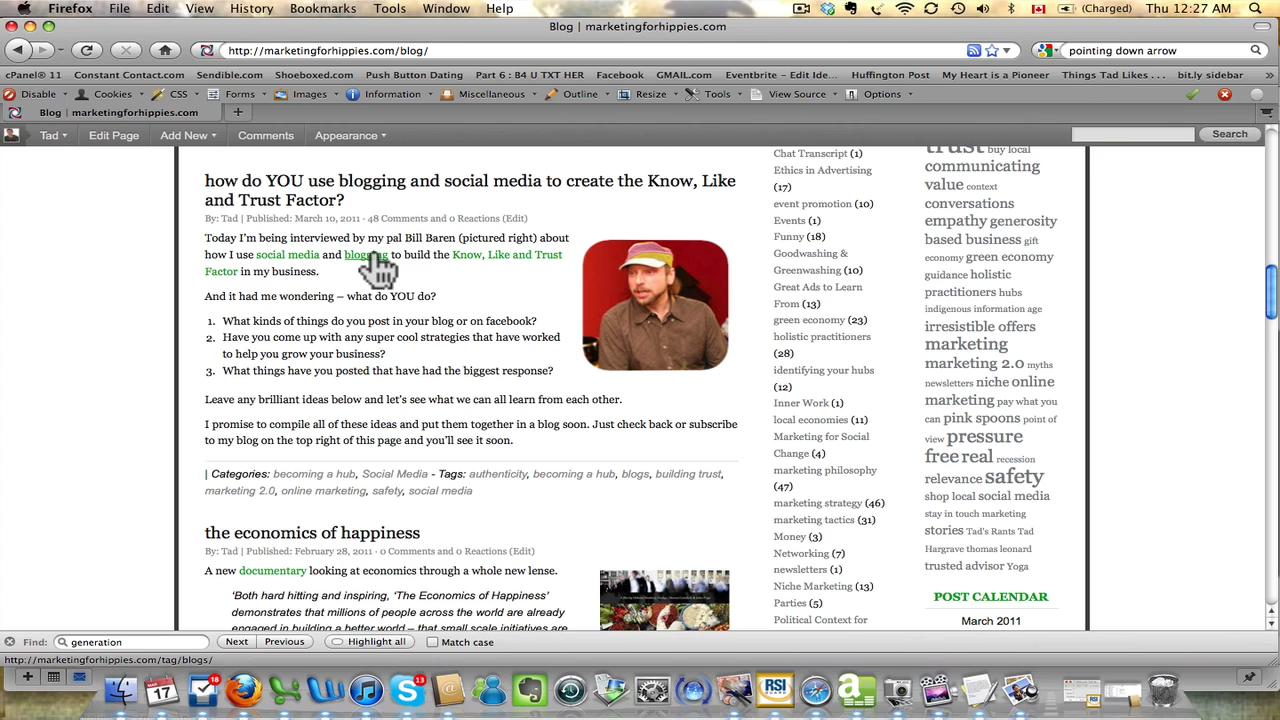 Firefox File Edit View History Bookmarks Tools Window Help (Charged) Thu 12:27 AM
Blog | marketingforhippies.com
http://marketingforhippies.com/blog/ pointing down arrow
cPanel® 11 Constant Contact.com Sendible.com Shoeboxed.com Push Button Dating Part 6 : B4 U TXT HER Facebook GMAIL.com Eventbrite - Edit Ide... Huffington Post My Heart is a Pioneer Things Tad Likes ... bit.ly sidebar »
Disable Cookies CSS Forms Images Information Miscellaneous Outline Resize Tools View Source Options
Blog | marketingforhippies.com
Tad Edit Page Add New Comments Appearance Search
how do YOU use blogging and social media to create the Know, Like
and Trust Factor?
By: Tad | Published: March 10, 2011 · 48 Comments and 0 Reactions (Edit)
Today I'm being interviewed by my pal Bill Baren (pictured right) about
how I use social media and blogging to build the Know, Like and Trust
Factor in my business.
And it had me wondering – what do YOU do?
1. What kinds of things do you post in your blog or on facebook?
2. Have you come up with any super cool strategies that have worked
to help you grow your business?
3. What things have you posted that have had the biggest response?
Leave any brilliant ideas below and let's see what we can all learn from each other.
I promise to compile all of these ideas and put them together in a blog soon. Just check back or subscribe
to my blog on the top right of this page and you'll see it soon.
| Categories: becoming a hub, Social Media - Tags: authenticity, becoming a hub, blogs, building trust,
marketing 2.0, online marketing, safety, social media
the economics of happiness
By: Tad | Published: February 28, 2011 · 0 Comments and 0 Reactions (Edit)
A new documentary looking at economics through a whole new lense.
'Both hard hitting and inspiring, 'The Economics of Happiness'
demonstrates that millions of people across the world are already
engaged in building a better world – that small scale initiatives are
Chat Transcript (1)
Ethics in Advertising
(17)
event promotion (10)
Events (1)
Funny (18)
Goodwashing &
Greenwashing (10)
Great Ads to Learn
From (13)
green economy (23)
holistic practitioners
(28)
identifying your hubs
(12)
Inner Work (1)
local economies (11)
Marketing for Social
Change (4)
marketing philosophy
(47)
marketing strategy (46)
marketing tactics (31)
Money (3)
Networking (7)
newsletters (1)
Niche Marketing (13)
Parties (5)
Political Context for
trust buy local
communicating
value context
conversations
empathy generosity
based business gift
economy green economy
guidance holistic
practitioners hubs
indigenous information age
irresistible offers
marketing
marketing 2.0 myths
newsletters niche online
marketing pay what you
can pink spoons point of
view pressure
free real recession
relevance safety
shop local social media
stay in touch marketing
stories Tad's Rants Tad
Hargrave thomas leonard
trusted advisor Yoga
POST CALENDAR
March 2011
Find: generation Next Previous Highlight all Match case
http://marketingforhippies.com/tag/blogs/
17 18 13 RSI